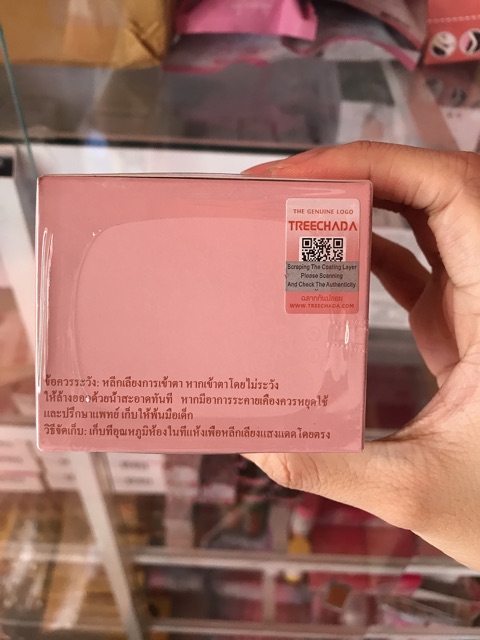 THE GENUINE LOGO
TREECHADA
Scraping The Coating Layer
Please Scanning
And Check The Authenticity
ฉลากกันปลอม
WWW.TREECHADA.COM
ข้อควรระวัง: หลีกเลี่ยงการเข้าตา หากเข้าตาโดยไม่ระวัง
ให้ล้างออกด้วยน้ำสะอาดทันที หากมีอาการระคายเคืองควรหยุดใช้
และปรึกษาแพทย์ เก็บให้พ้นมือเด็ก
วิธีจัดเก็บ: เก็บที่อุณหภูมิห้องในที่แห้งเพื่อหลีกเลี่ยงแสงแดดโดยตรง